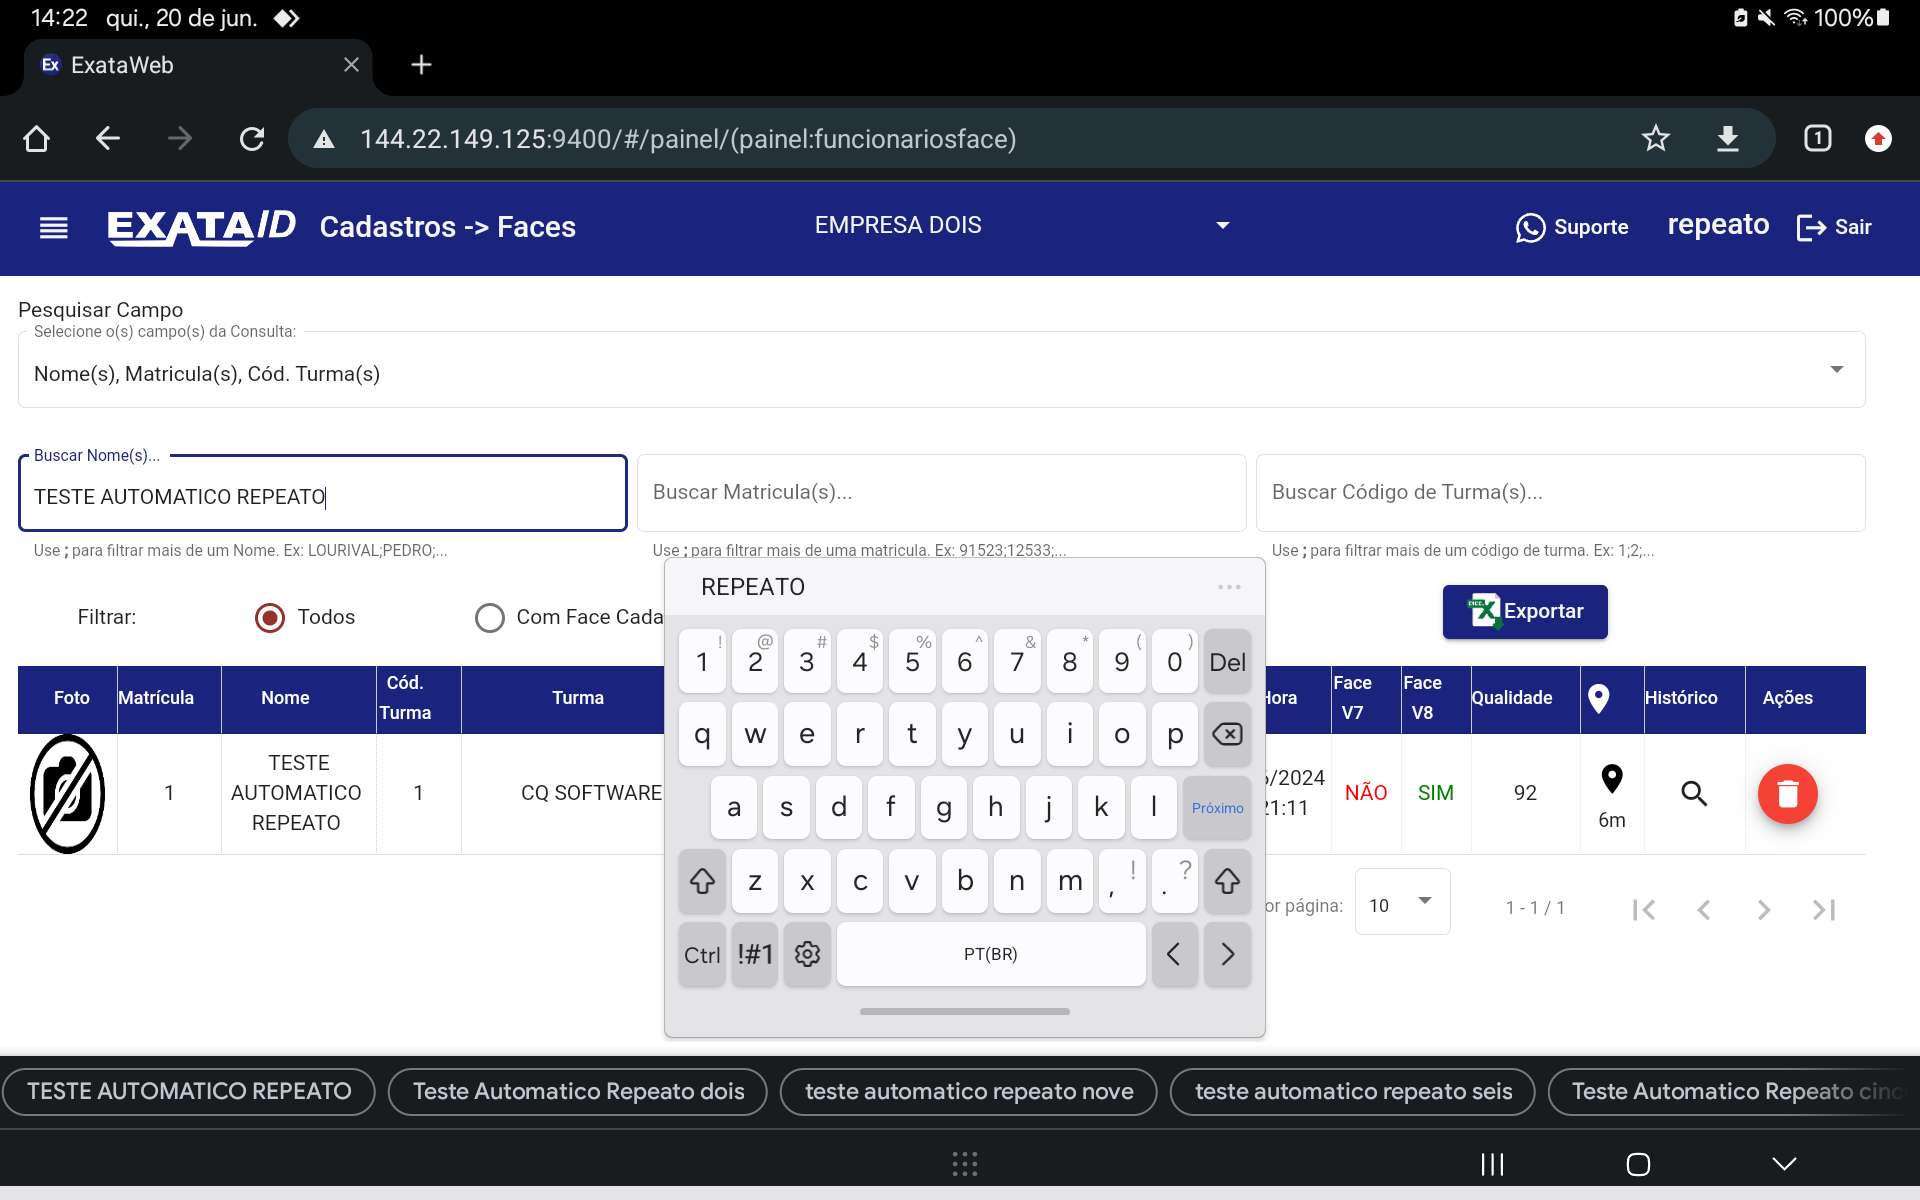 14:22 qui., 20 de jun. 100%
Ex ExataWeb
144.22.149.125:9400/#/painel/(painel:funcionariosface) 1
EXATA/ID Cadastros -> Faces EMPRESA DOIS Suporte repeato Sair
Pesquisar Campo
Selecione o(s) campo(s) da Consulta:
Nome(s), Matricula(s), Cód. Turma(s)
Buscar Nome(s)...
TESTE AUTOMATICO REPEATO Buscar Matricula(s)... Buscar Código de Turma(s)...
Use ; para filtrar mais de um Nome. Ex: LOURIVAL;PEDRO;... Use ; para filtrar mais de uma matricula. Ex: 91523;12533;... Use ; para filtrar mais de um código de turma. Ex: 1;2;...
Filtrar: Todos Com Face Cada Exportar
Foto Matrícula Nome Cód. Turma Turma Hora Face V7 Face V8 Qualidade Histórico Ações
1 TESTE AUTOMATICO REPEATO 1 CQ SOFTWARE /2024 21:11 NÃO SIM 92 6m
or página: 10 1 - 1 / 1
REPEATO ...
! @ # $ % ^ & * ( )
1 2 3 4 5 6 7 8 9 0 Del
q w e r t y u i o p
a s d f g h j k l Próximo
z x c v b n m , ! . ?
Ctrl !#1 PT(BR) < >
TESTE AUTOMATICO REPEATO Teste Automatico Repeato dois teste automatico repeato nove teste automatico repeato seis Teste Automatico Repeato cinc